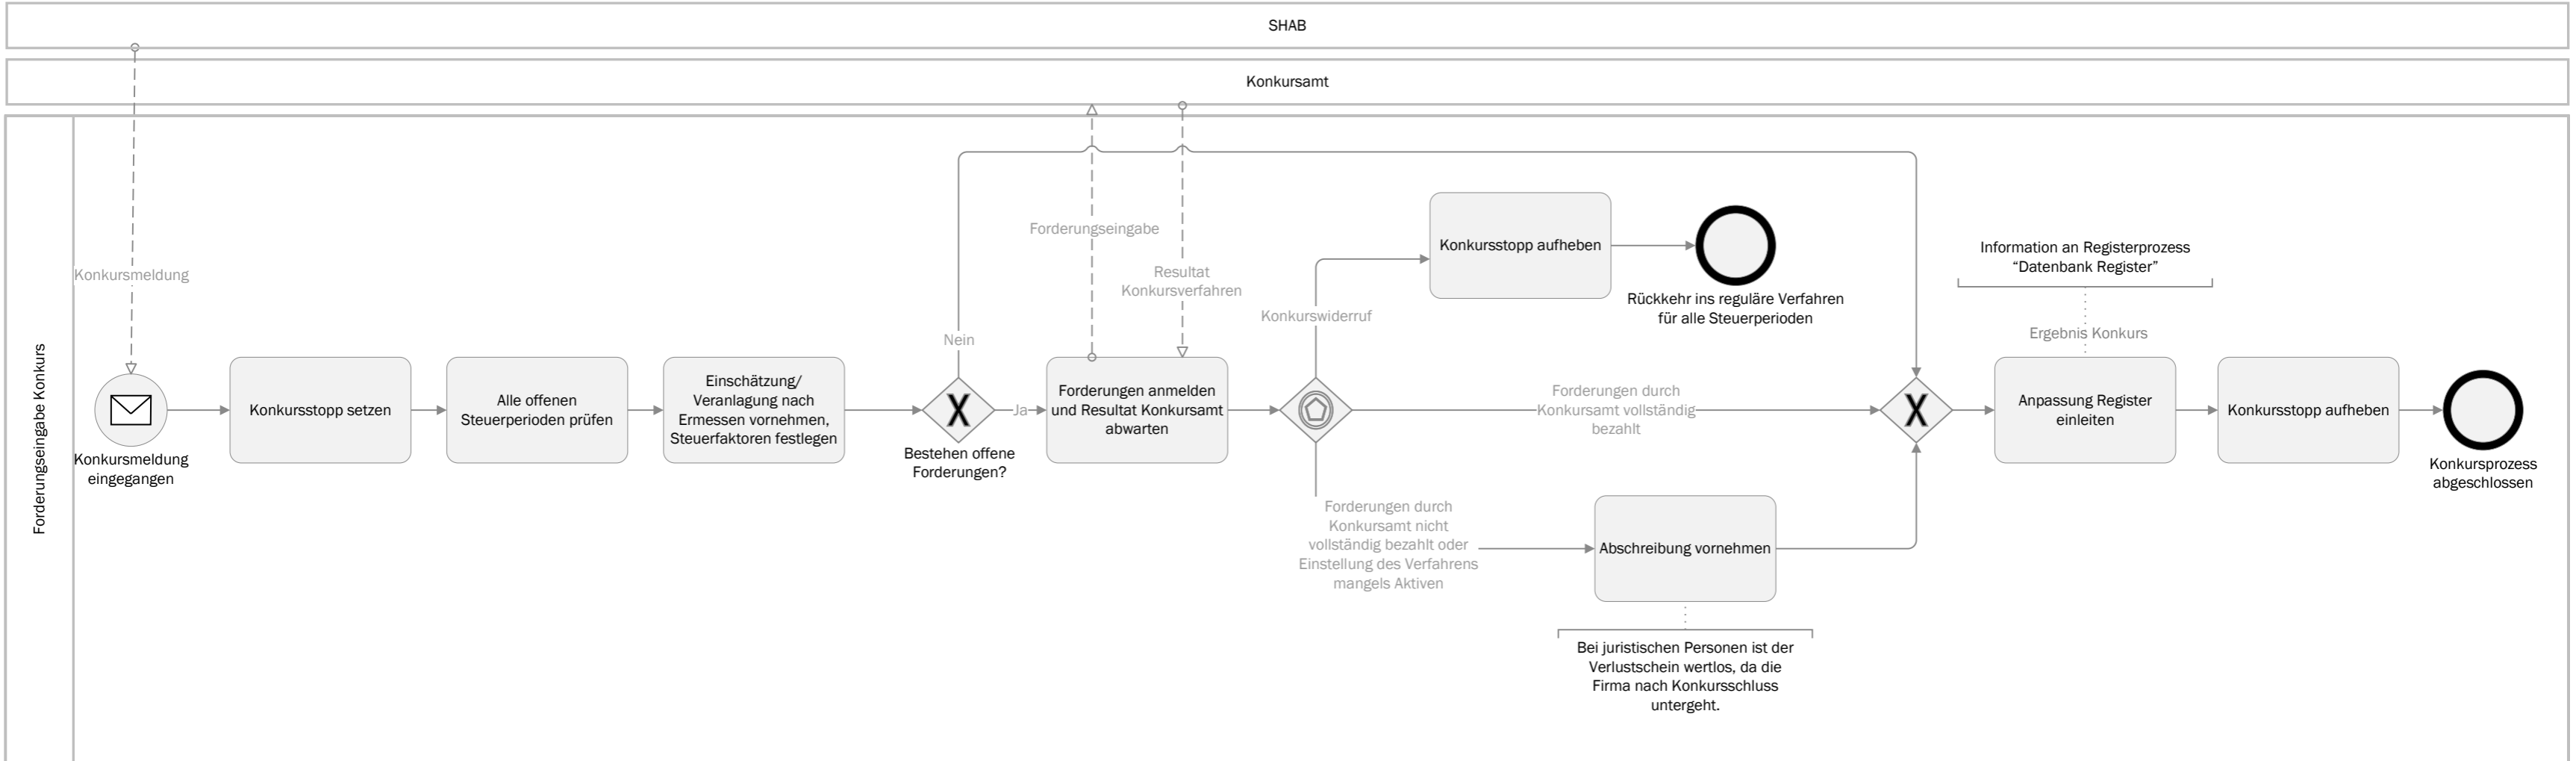 SHAB
Konkursamt
Forderungseingabe Konkurs
Konkursmeldung
Konkursmeldung
eingegangen
Konkursstopp setzen
Alle offenen
Steuerperioden prüfen
Einschätzung/
Veranlagung nach
Ermessen vornehmen,
Steuerfaktoren festlegen
Nein
Bestehen offene
Forderungen?
Ja
Forderungseingabe
Resultat
Konkursverfahren
Forderungen anmelden
und Resultat Konkursamt
abwarten
Konkurswiderruf
Konkursstopp aufheben
Rückkehr ins reguläre Verfahren
für alle Steuerperioden
Forderungen durch
Konkursamt vollständig
bezahlt
Forderungen durch
Konkursamt nicht
vollständig bezahlt oder
Einstellung des Verfahrens
mangels Aktiven
Abschreibung vornehmen
Bei juristischen Personen ist der
Verlustschein wertlos, da die
Firma nach Konkursschluss
untergeht.
Information an Registerprozess
“Datenbank Register”
Ergebnis Konkurs
Anpassung Register
einleiten
Konkursstopp aufheben
Konkursprozess
abgeschlossen